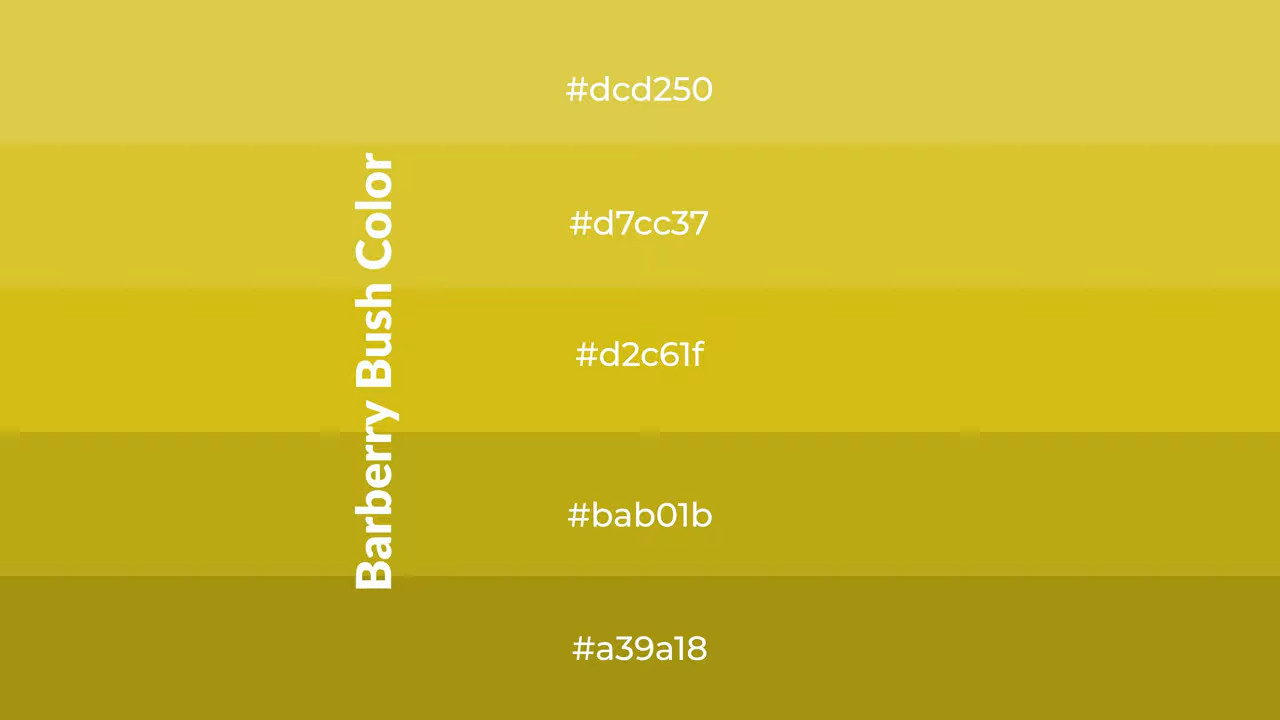 Barberry Bush Color
#dcd250
#d7cc37
#d2c61f
#bab01b
#a39a18